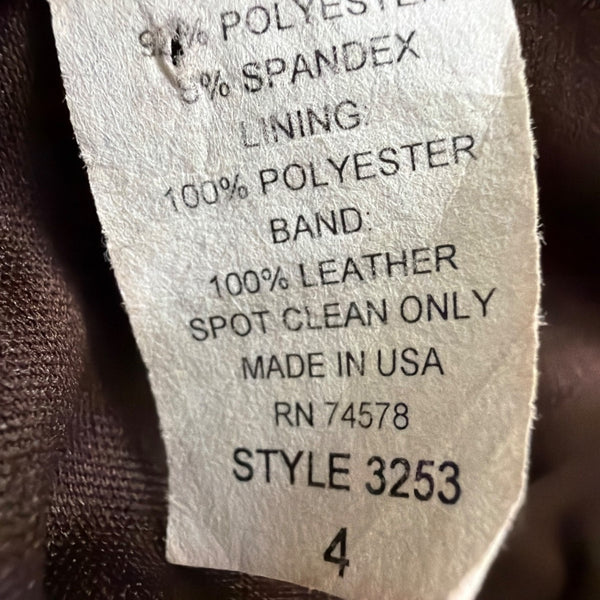 POLYESTER
% SPANDEX
LINING:
100% POLYESTER
BAND:
100% LEATHER
SPOT CLEAN ONLY
MADE IN USA
RN 74578
STYLE 3253
4